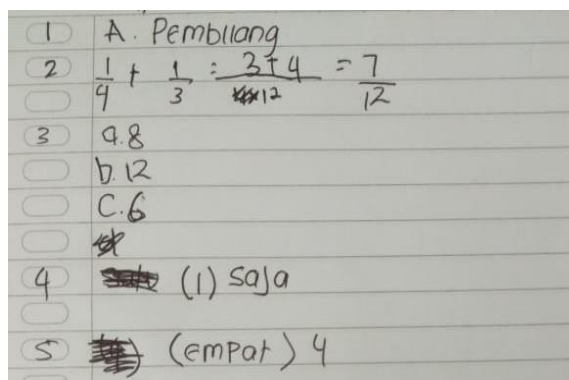 1 A. Pembilang
2 1/4 + 1/3 = 3+4/12 = 7/12
3 a.8
b.12
C.6
4 (1) saja
5 (empat) 4